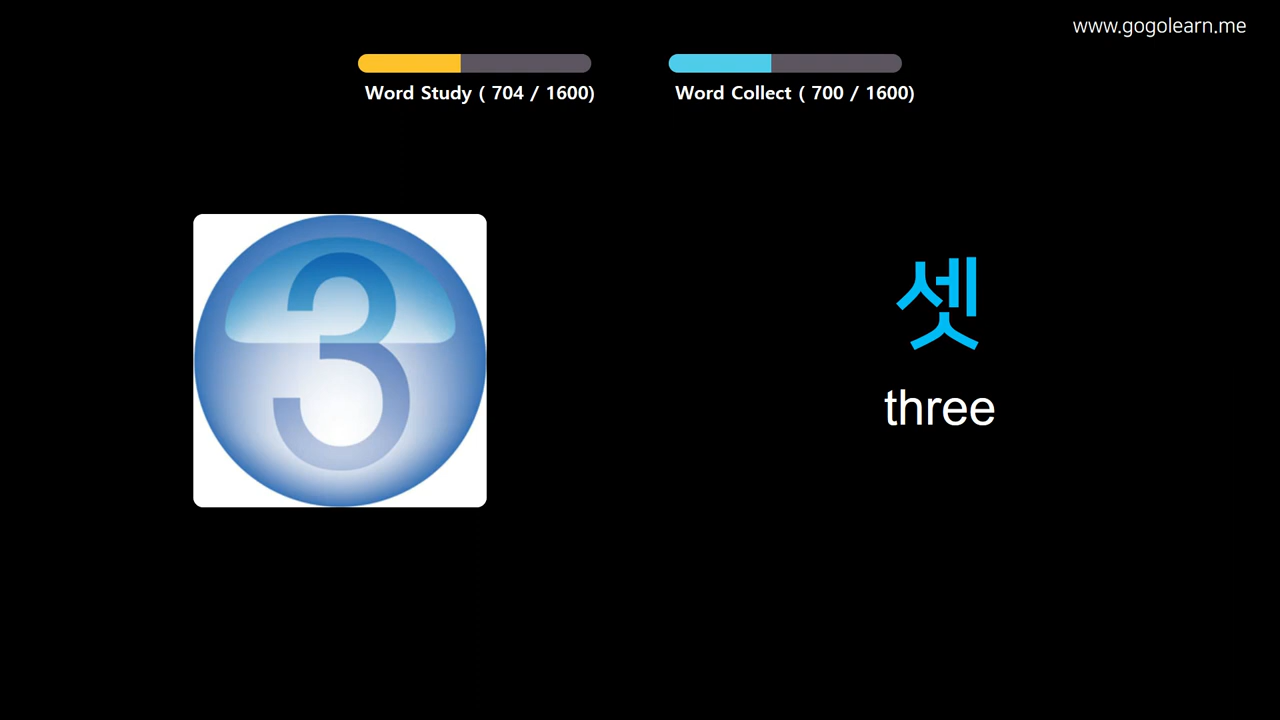 www.gogolearn.me
Word Study ( 704 / 1600)
Word Collect ( 700 / 1600)
3
셋
three